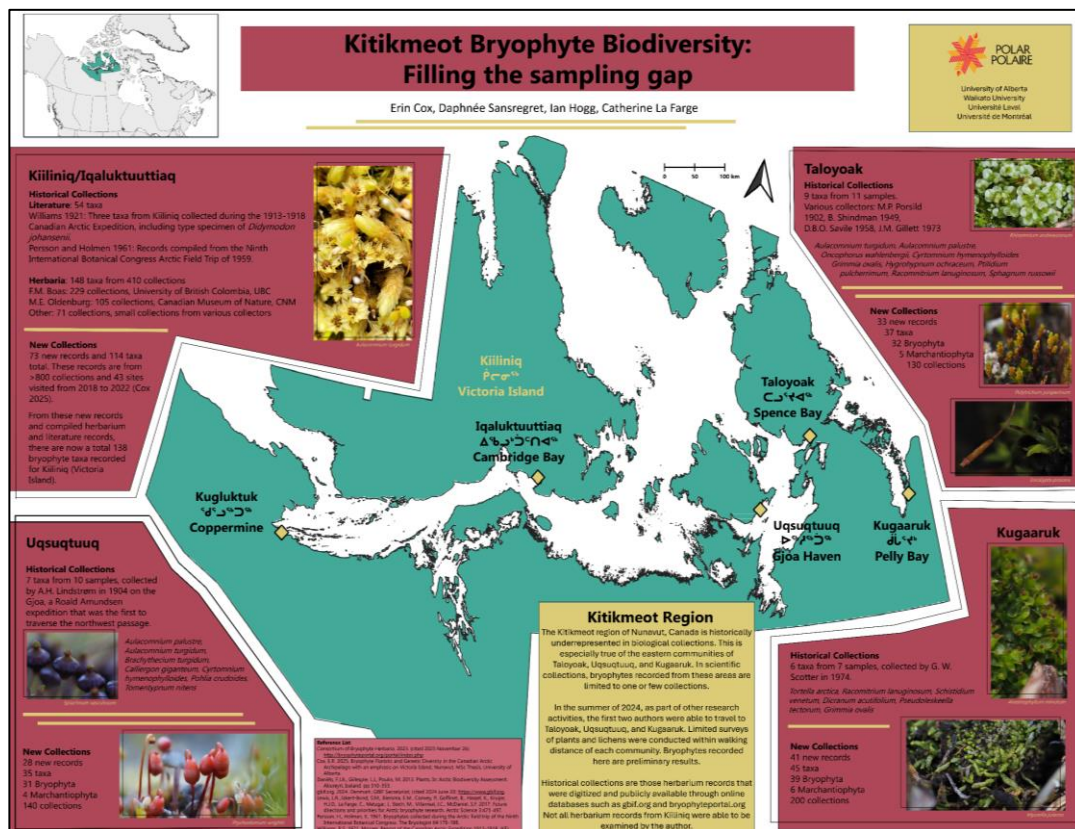 Kitikmeot Bryophyte Biodiversity:
Filling the sampling gap
Erin Cox, Daphnée Sansregret, Ian Hogg, Catherine La Farge
POLAR
POLAIRE
University of Alberta
Waikato University
Université Laval
Université de Montréal
Kiiliniq/Iqaluktuuttiaq
Historical Collections
Literature: 54 taxa
Williams 1921: Three taxa from Kiiliniq collected during the 1913-1918
Canadian Arctic Expedition, including type specimen of Didymodon
johansenii.
Persson and Holmen 1961: Records compiled from the Ninth
International Botanical Congress Arctic Field Trip of 1959.
Herbaria: 148 taxa from 410 collections
F.M. Boas: 229 collections, University of British Colombia, UBC
M.E. Oldenburg: 105 collections, Canadian Museum of Nature, CNM
Other: 71 collections, small collections from various collectors
Aulacomnium turgidum
New Collections
73 new records and 114 taxa
total. These records are from
>800 collections and 43 sites
visited from 2018 to 2022 (Cox
2025).
From these new records
and compiled herbarium
and literature records,
there are now a total 138
bryophyte taxa recorded
for Kiiliniq (Victoria
Island).
0 50 100 km
Taloyoak
Historical Collections
9 taxa from 11 samples.
Various collectors: M.P. Porsild
1902, B. Shindman 1949,
D.B.O. Savile 1958, J.M. Gillett 1973
Aulacomnium turgidum, Aulacomnium palustre,
Oncophorus wahlenbergii, Cyrtomnium hymenophylloides
Grimmia ovalis, Hygrohypnum ochraceum, Ptilidium
pulcherrimum, Racomitrium lanuginosum, Sphagnum russowii
New Collections
33 new records
37 taxa
32 Bryophyta
5 Marchantiophyta
130 collections
Kiiliniq
Victoria Island
Iqaluktuuttiaq
Cambridge Bay
Taloyoak
ᑕᓗᕐᔪᐊᖅ
Spence Bay
Kugluktuk
ᖁᕐᓗᖅᑐᖅ
Coppermine
Uqsuqtuuq
Gjoa Haven
Kugaaruk
Pelly Bay
Uqsuqtuuq
Historical Collections
7 taxa from 10 samples, collected
by A.H. Lindstrøm in 1904 on the
Gjoa, a Roald Amundsen
expedition that was the first to
traverse the northwest passage.
Aulacomnium palustre,
Aulacomnium turgidum,
Brachythecium turgidum,
Calliergon giganteum, Cyrtomnium
hymenophylloides, Pohlia crudoides,
Tomentypnum nitens
New Collections
28 new records
35 taxa
31 Bryophyta
4 Marchantiophyta
140 collections
Kitikmeot Region
The Kitikmeot region of Nunavut, Canada is historically
underrepresented in biological collections. This is
especially true of the eastern communities of
Taloyoak, Uqsuqtuuq, and Kugaaruk. In scientific
collections, bryophytes recorded from these areas are
limited to one or few collections.
In the summer of 2024, as part of other research
activities, the first two authors were able to travel to
Taloyoak, Uqsuqtuuq, and Kugaaruk. Limited surveys
of plants and lichens were conducted within walking
distance of each community. Bryophytes recorded
here are preliminary results.
Historical collections are those herbarium records that
were digitized and publicly available through online
databases such as gbif.org and bryophyteportal.org
Not all herbarium records from Kiiliniq were able to be
examined by the author.
Reference List
Kugaaruk
Historical Collections
6 taxa from 7 samples, collected by G. W.
Scotter in 1974.
Tortella arctica, Racomitrium lanuginosum, Schistidium
venetum, Dicranum acutifolium, Pseudoleskeella
tectorum, Grimmia ovalis
New Collections
41 new records
45 taxa
39 Bryophyta
6 Marchantiophyta
200 collections